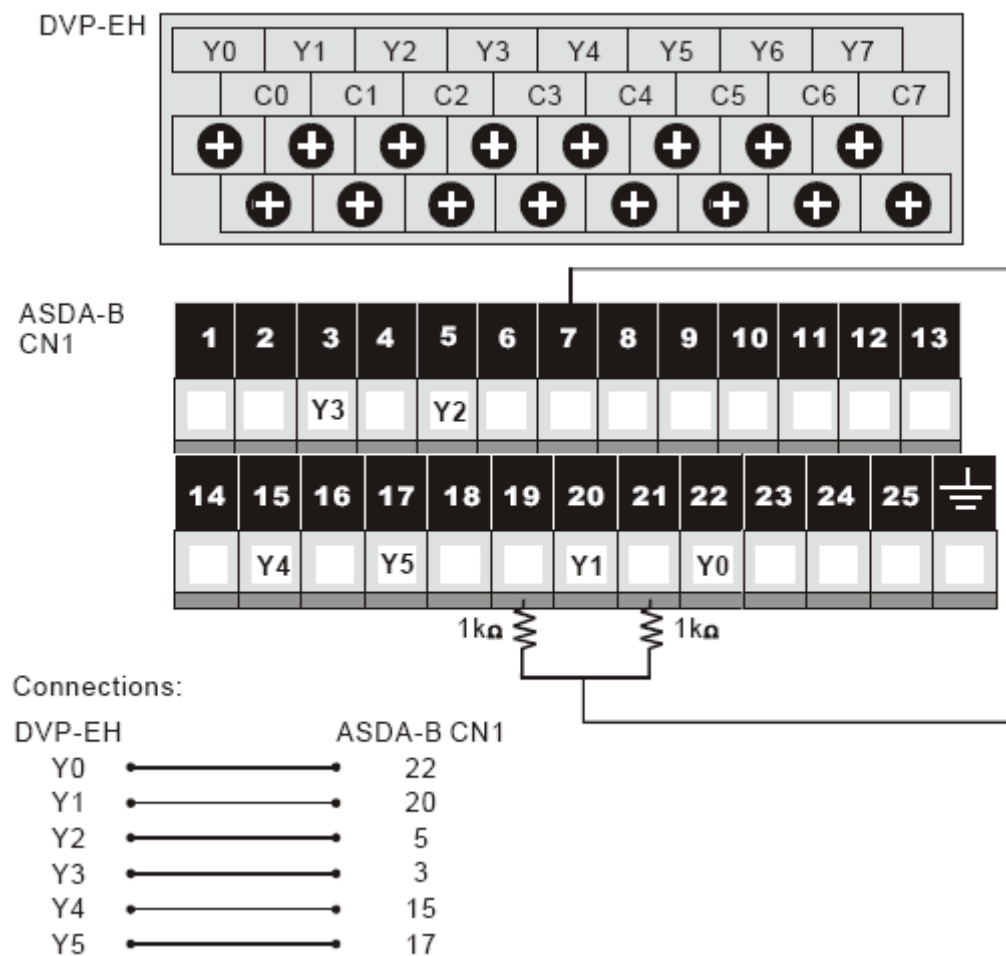 DVP-EH
Y0 Y1 Y2 Y3 Y4 Y5 Y6 Y7
C0 C1 C2 C3 C4 C5 C6 C7
ASDA-B
CN1
1 2 3 4 5 6 7 8 9 10 11 12 13
Y3 Y2
14 15 16 17 18 19 20 21 22 23 24 25
Y4 Y5 Y1 Y0
1kΩ 1kΩ
Connections:
DVP-EH ASDA-B CN1
Y0 22
Y1 20
Y2 5
Y3 3
Y4 15
Y5 17